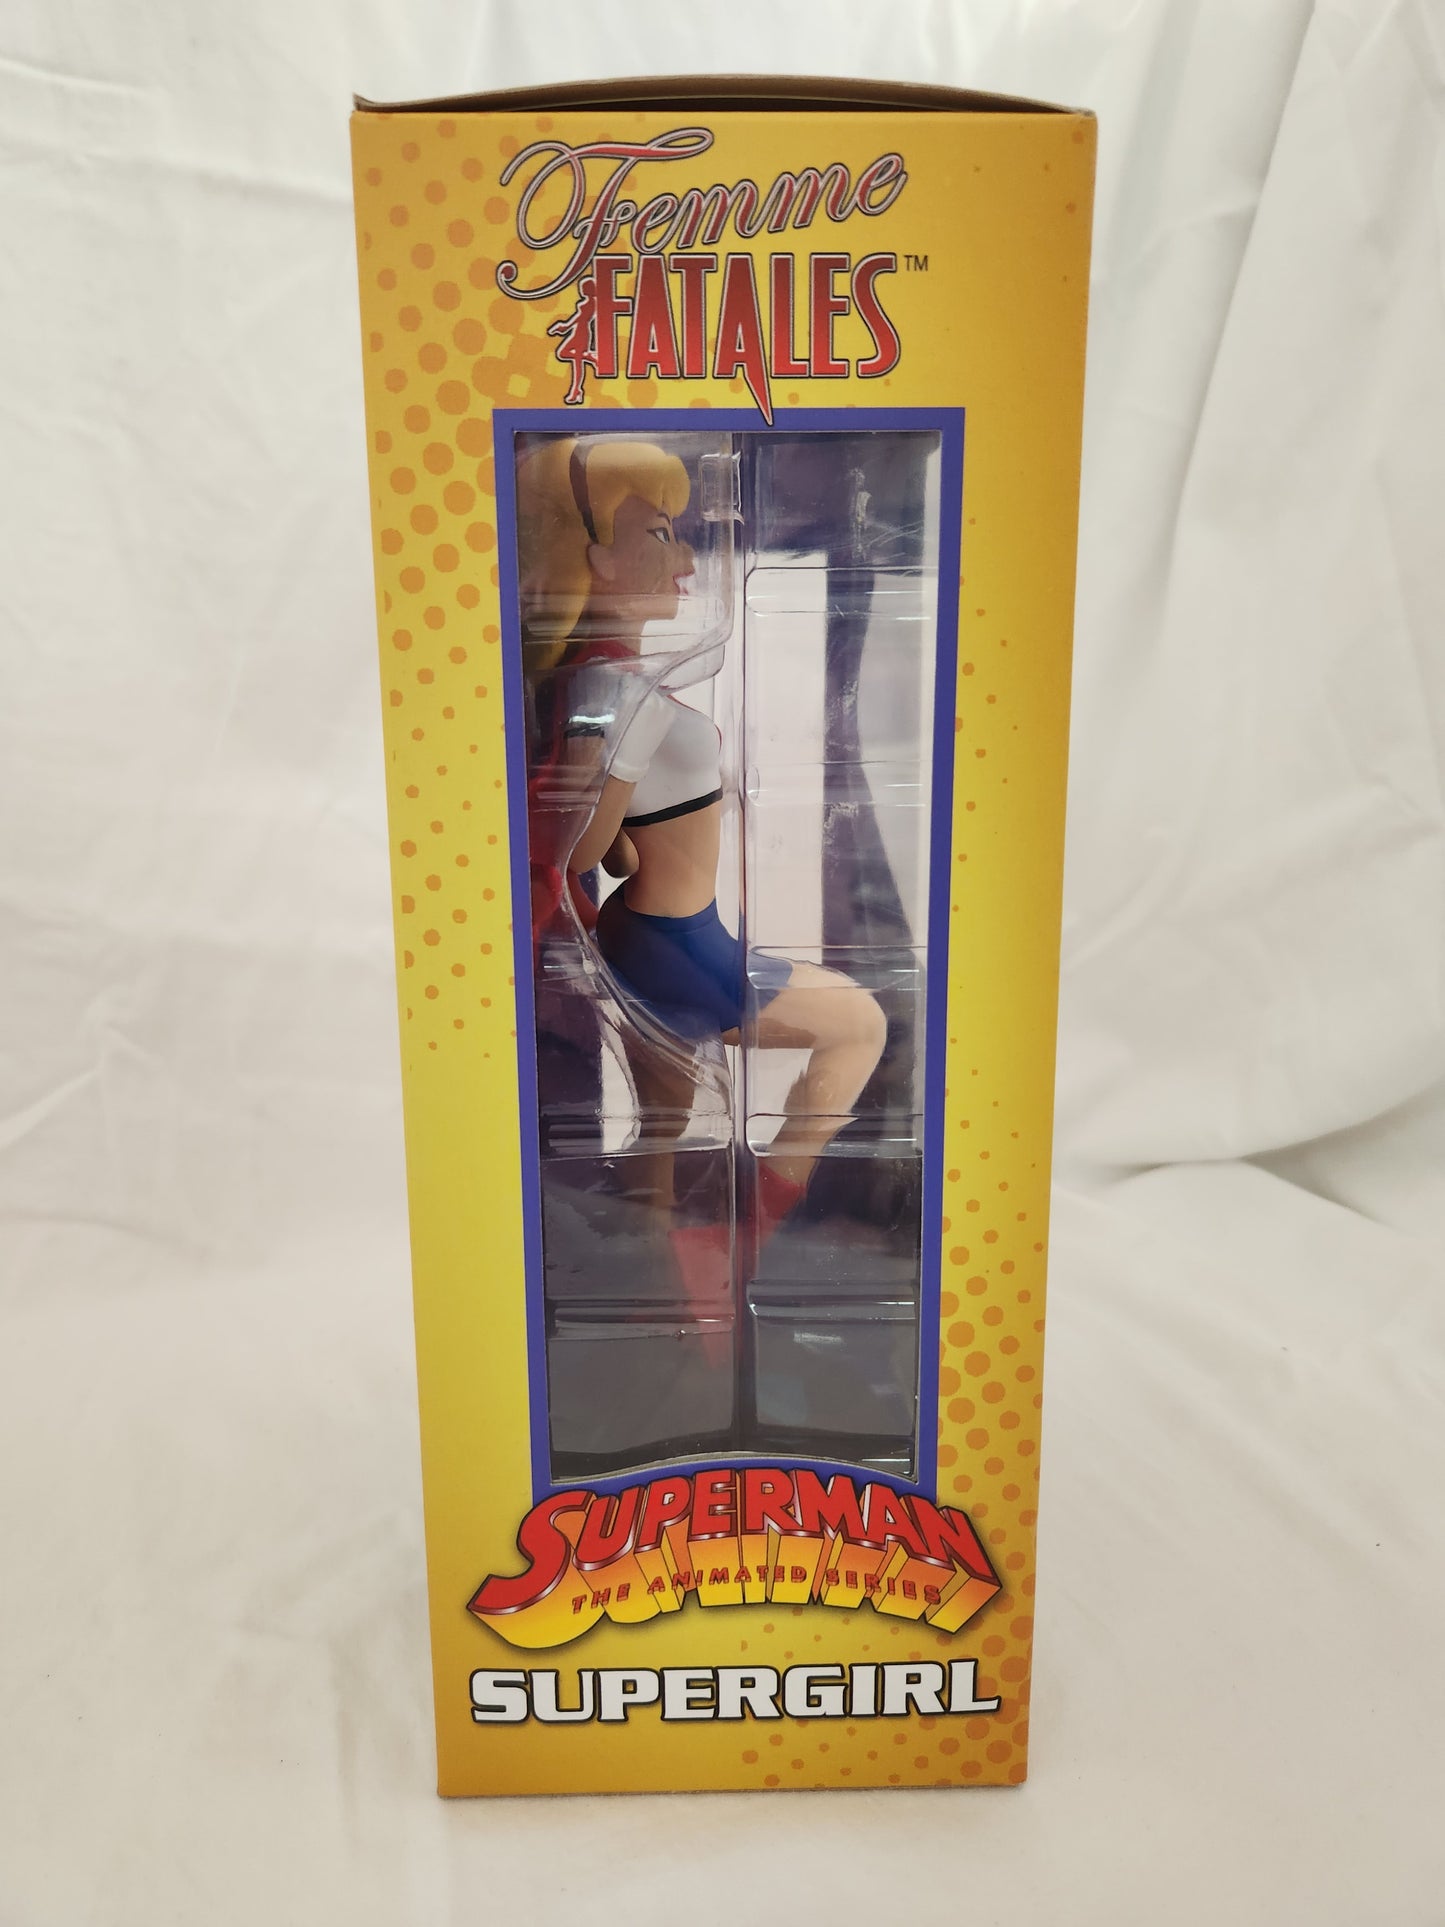 Femme
FATALES™
SUPERMAN
THE ANIMATED SERIES
SUPERGIRL